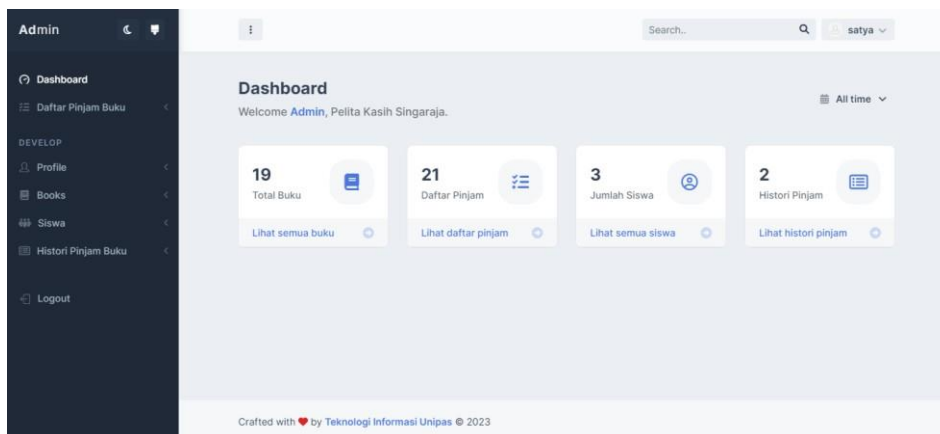 Admin
Search..
satya
Dashboard
Daftar Pinjam Buku
DEVELOP
Profile
Books
Siswa
Histori Pinjam Buku
Logout
Dashboard
Welcome Admin, Pelita Kasih Singaraja.
All time
19
Total Buku
Lihat semua buku
21
Daftar Pinjam
Lihat daftar pinjam
3
Jumlah Siswa
Lihat semua siswa
2
Histori Pinjam
Lihat histori pinjam
Crafted with ❤ by Teknologi Informasi Unipas © 2023